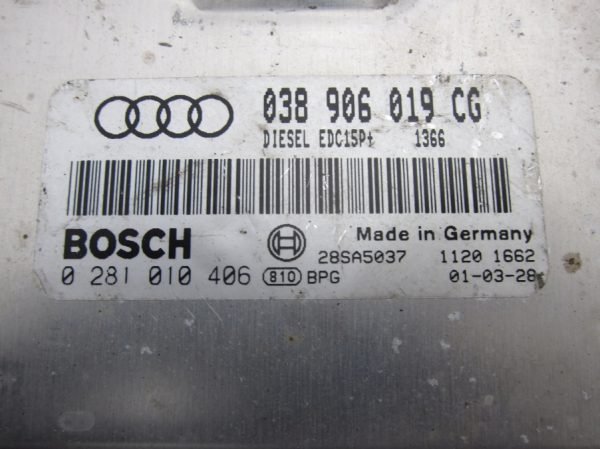 038 906 019 CG
DIESEL EDC15P+ 1366
BOSCH
Made in Germany
28SA5037 1120 1662
0 281 010 406 810 BPG 01-03-28